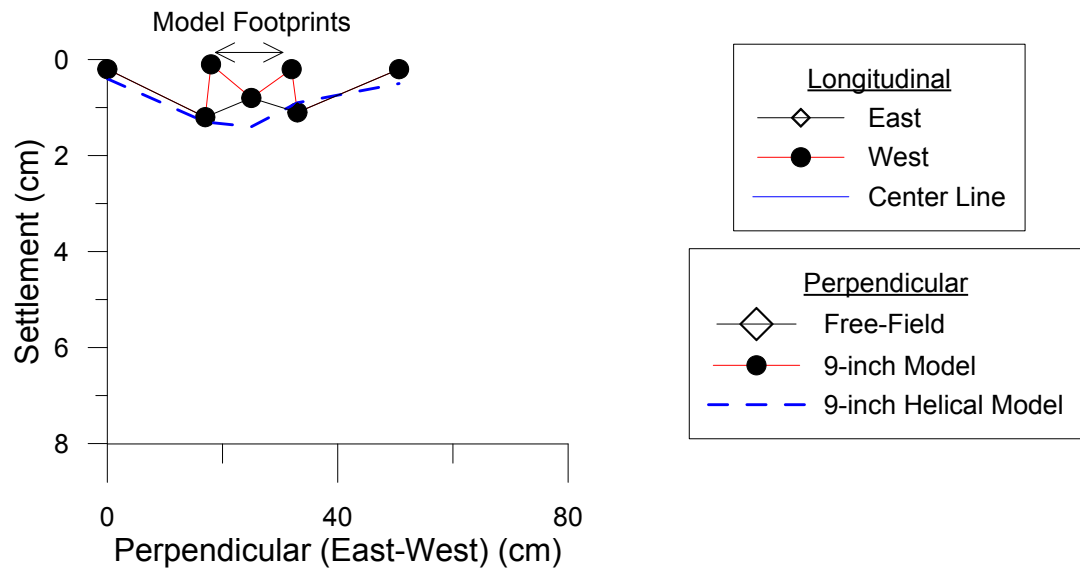 Model Footprints
0
2
4
6
8
Settlement (cm)
0
40
80
Perpendicular (East-West) (cm)
Longitudinal
East
West
Center Line
Perpendicular
Free-Field
9-inch Model
9-inch Helical Model